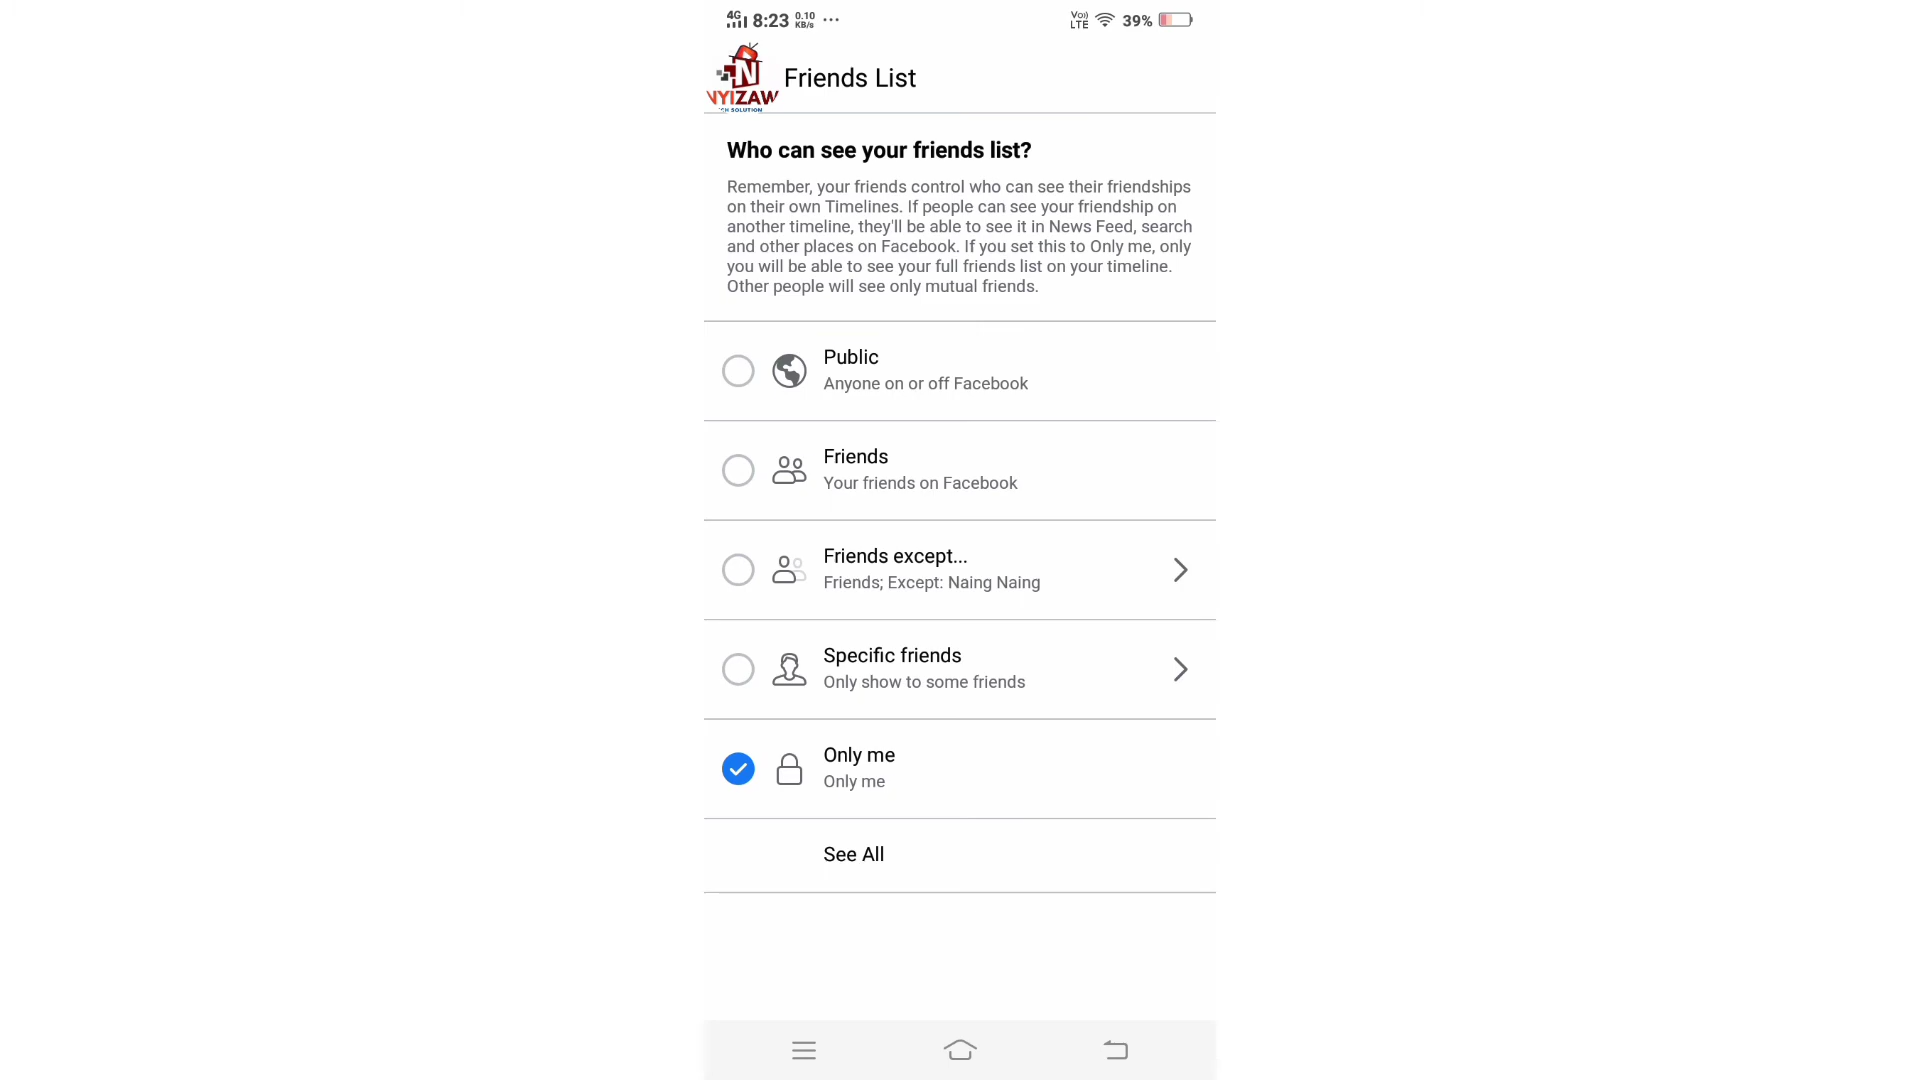 4G 8:23 0.10 KB/s ... Vo)) LTE 39%
N
NYIZAW
Friends List
Who can see your friends list?
Remember, your friends control who can see their friendships
on their own Timelines. If people can see your friendship on
another timeline, they'll be able to see it in News Feed, search
and other places on Facebook. If you set this to Only me, only
you will be able to see your full friends list on your timeline.
Other people will see only mutual friends.
Public
Anyone on or off Facebook
Friends
Your friends on Facebook
Friends except...
Friends; Except: Naing Naing
Specific friends
Only show to some friends
Only me
Only me
See All